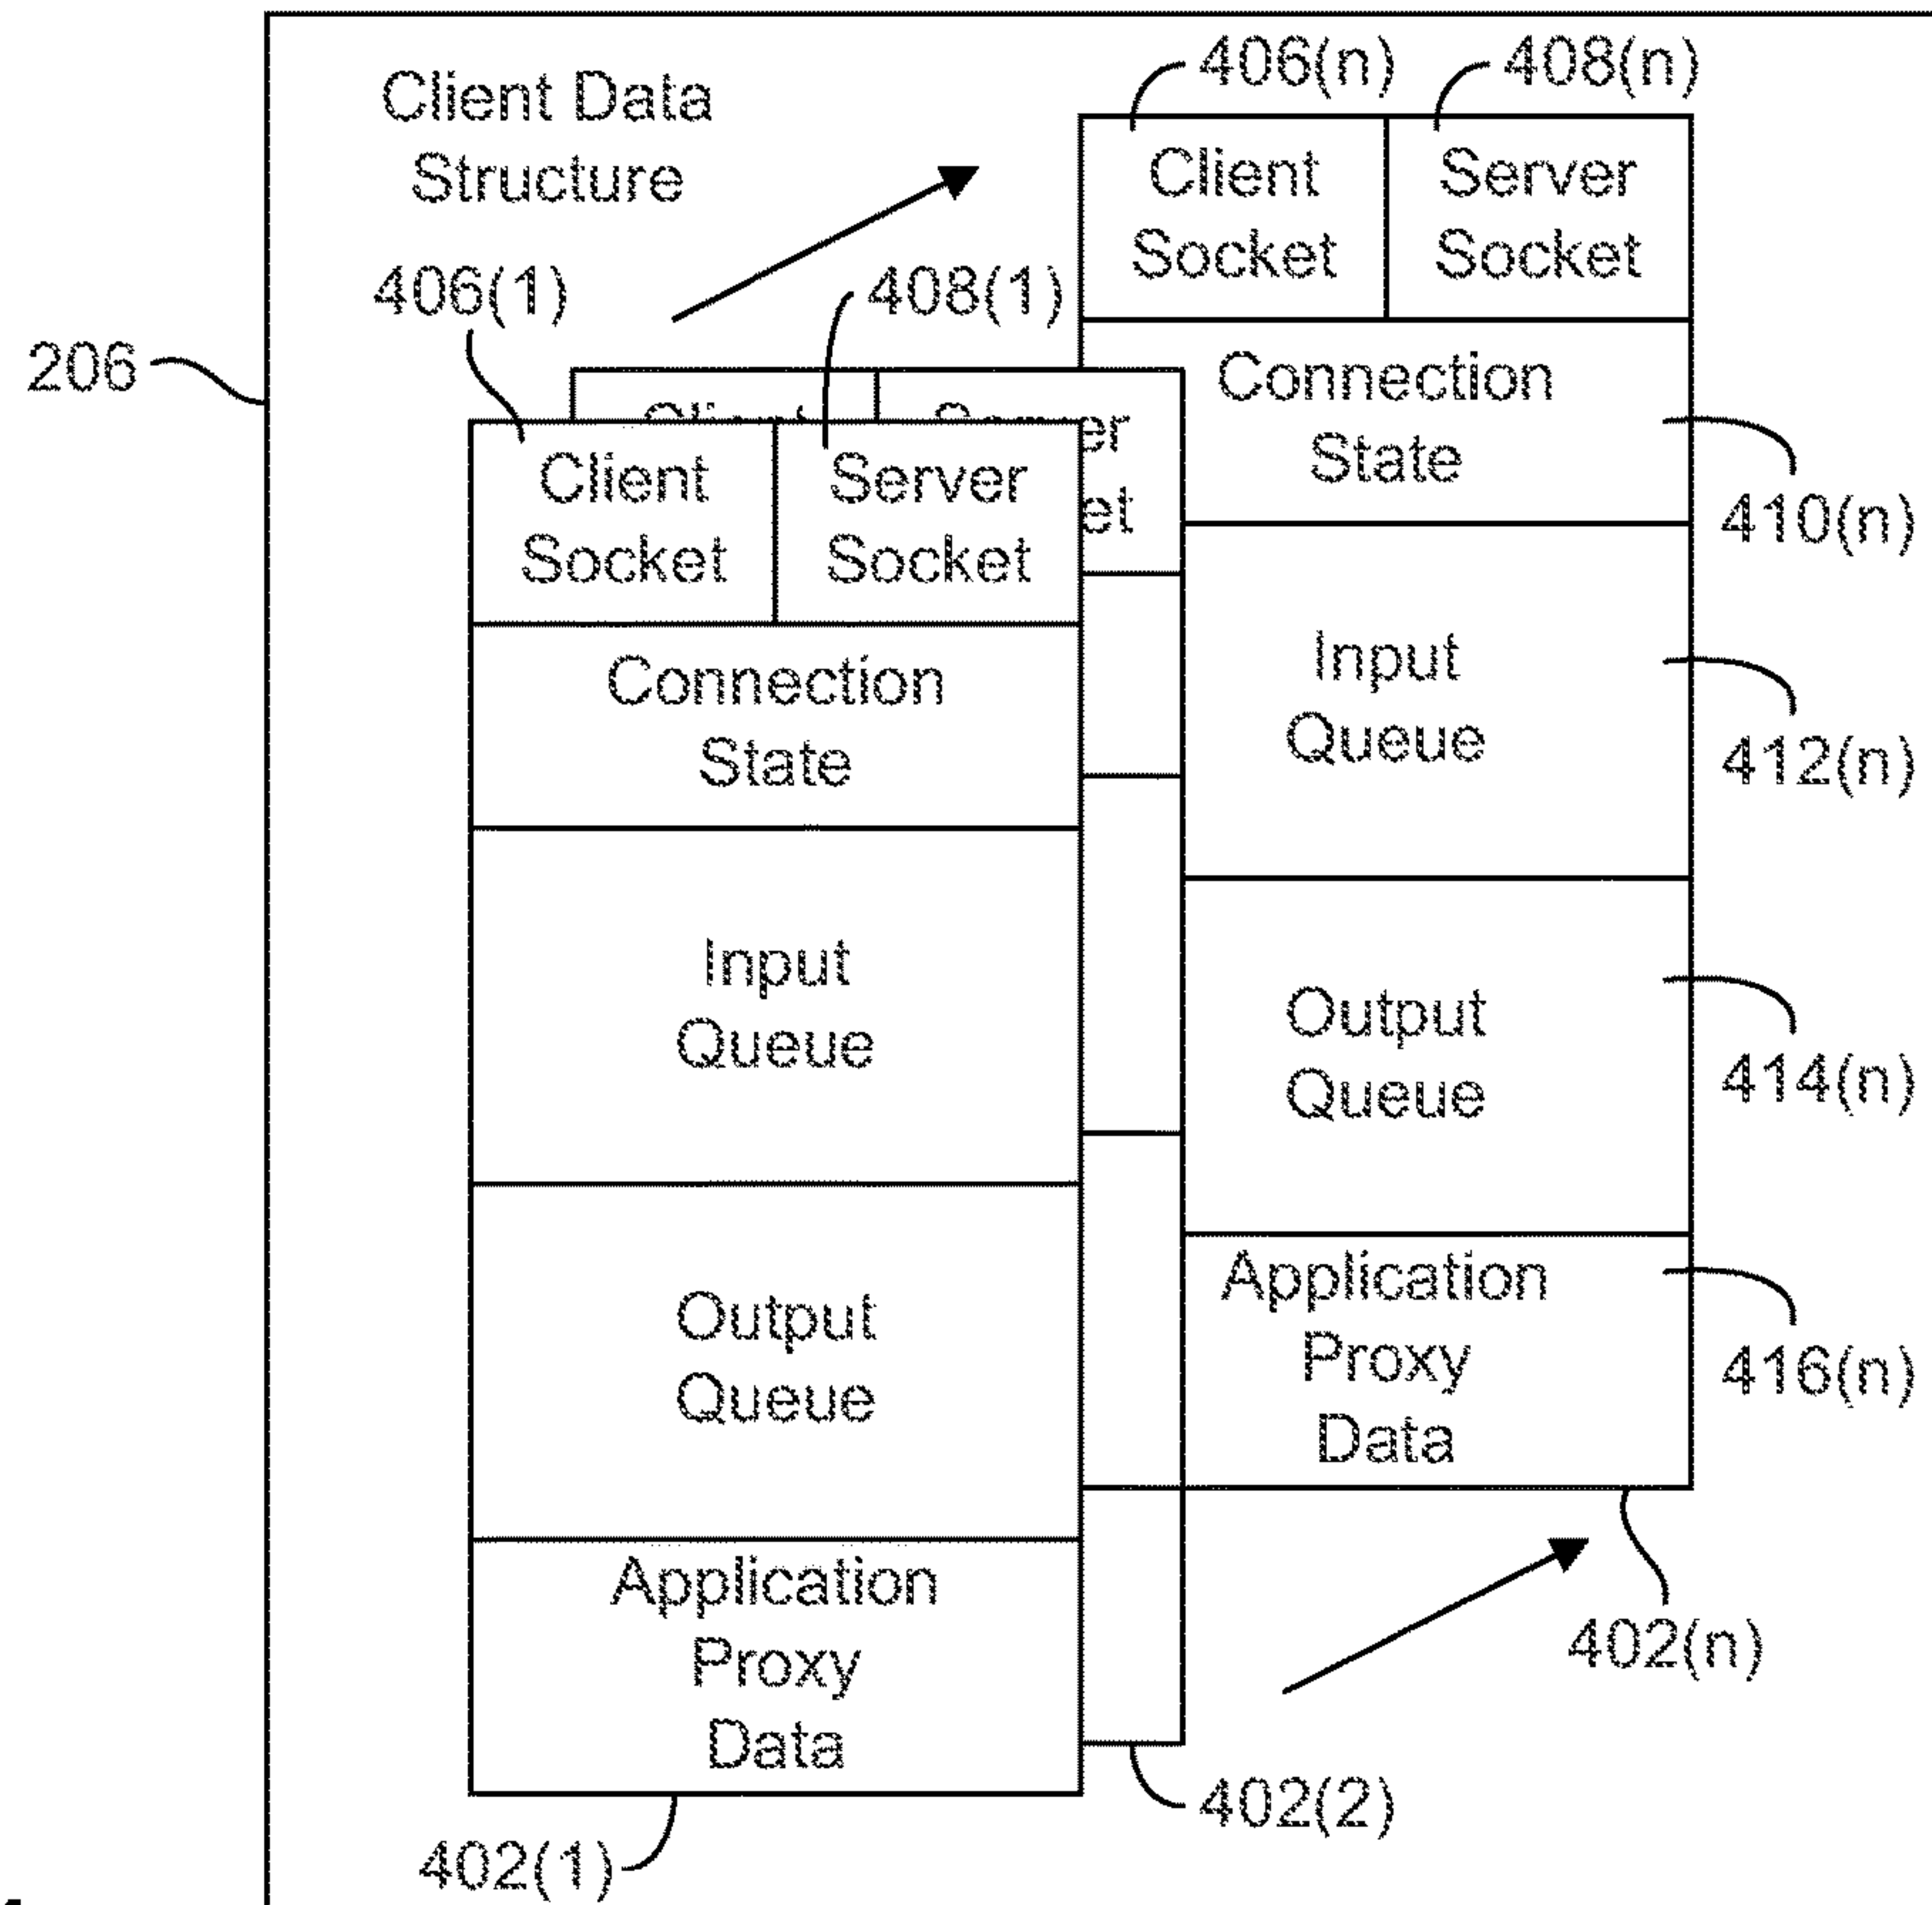 Client Data
Structure
406(n)
408(n)
Client
Socket
Server
Socket
406(1)
408(1)
206
Connection
State
410(n)
Client
Socket
Server
Socket
Input
Queue
412(n)
Connection
State
Output
Queue
414(n)
Input
Queue
Application
Proxy
Data
416(n)
Output
Queue
402(n)
Application
Proxy
Data
402(2)
402(1)